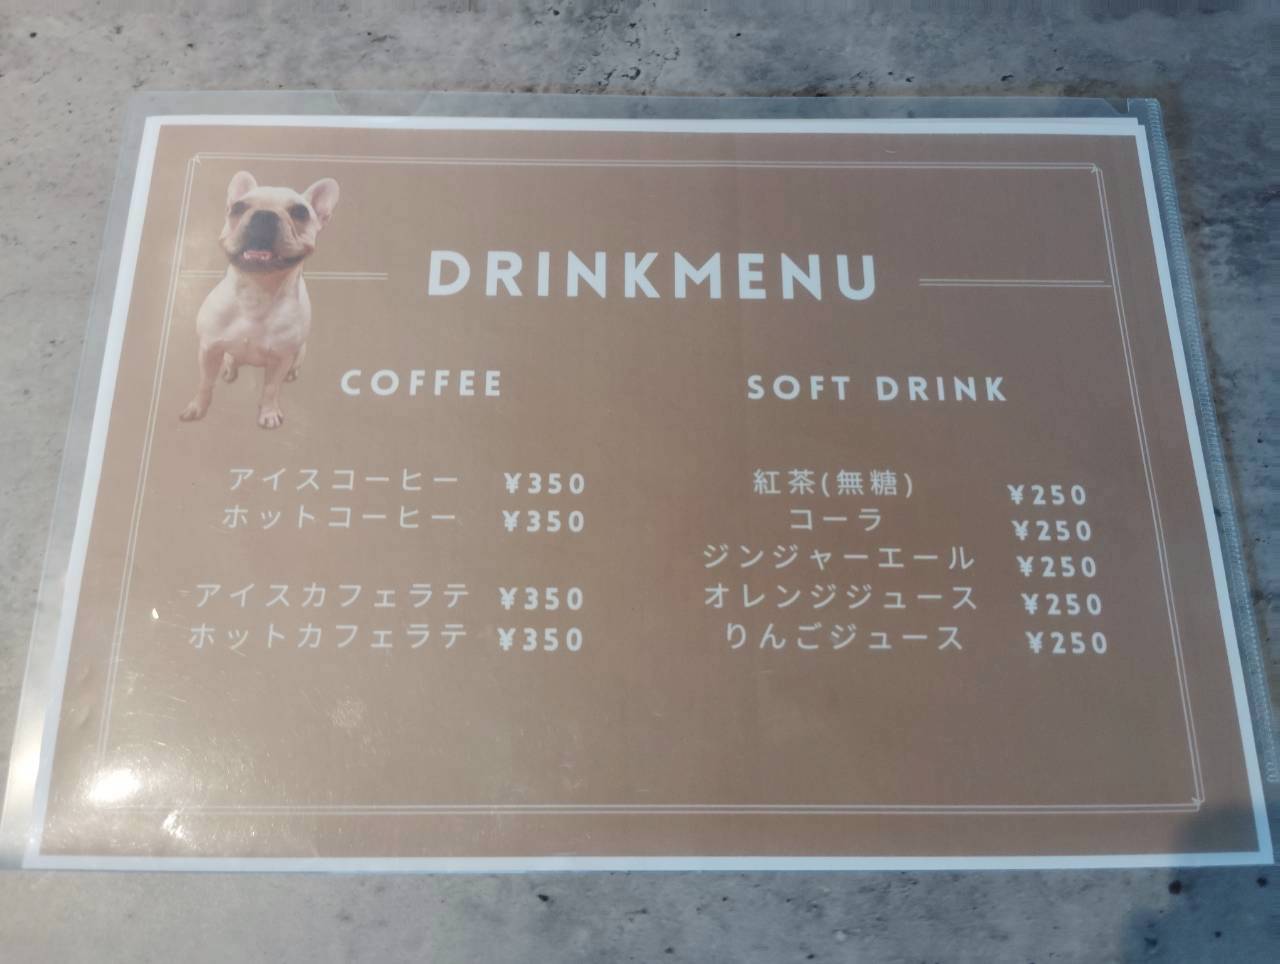 DRINKMENU
COFFEE
アイスコーヒー ¥350
ホットコーヒー ¥350
アイスカフェラテ ¥350
ホットカフェラテ ¥350
SOFT DRINK
紅茶(無糖) ¥250
コーラ ¥250
ジンジャーエール ¥250
オレンジジュース ¥250
りんごジュース ¥250